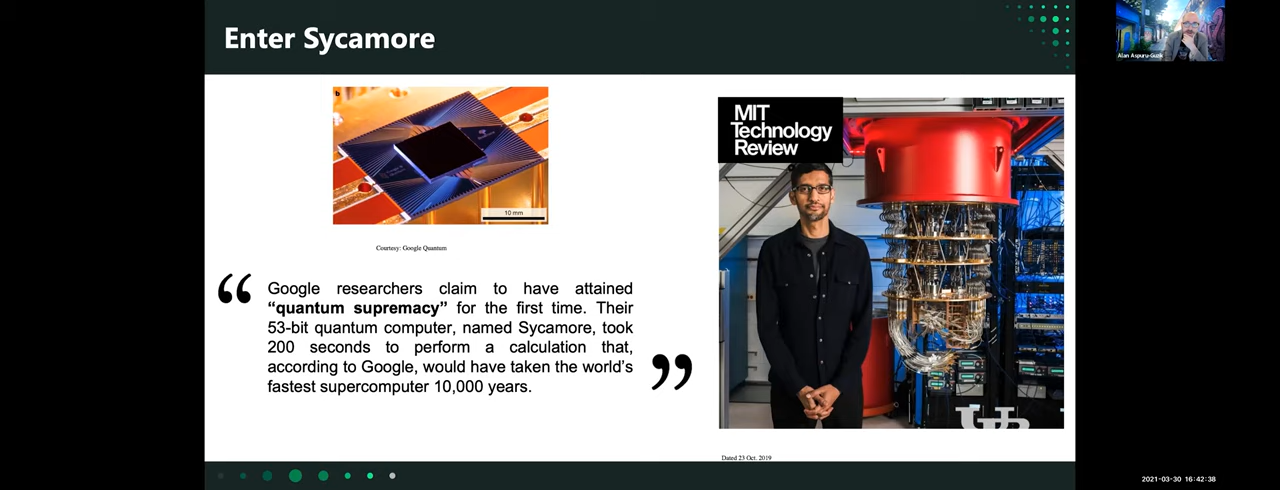 Enter Sycamore
Alan Aspuru-Guzik
b
10 mm
Courtesy: Google Quantum
MIT
Technology
Review
“
Google researchers claim to have attained
“quantum supremacy” for the first time. Their
53-bit quantum computer, named Sycamore, took
200 seconds to perform a calculation that,
according to Google, would have taken the world’s
fastest supercomputer 10,000 years.
”
Dated 23 Oct. 2019
2021-03-30 16:42:38